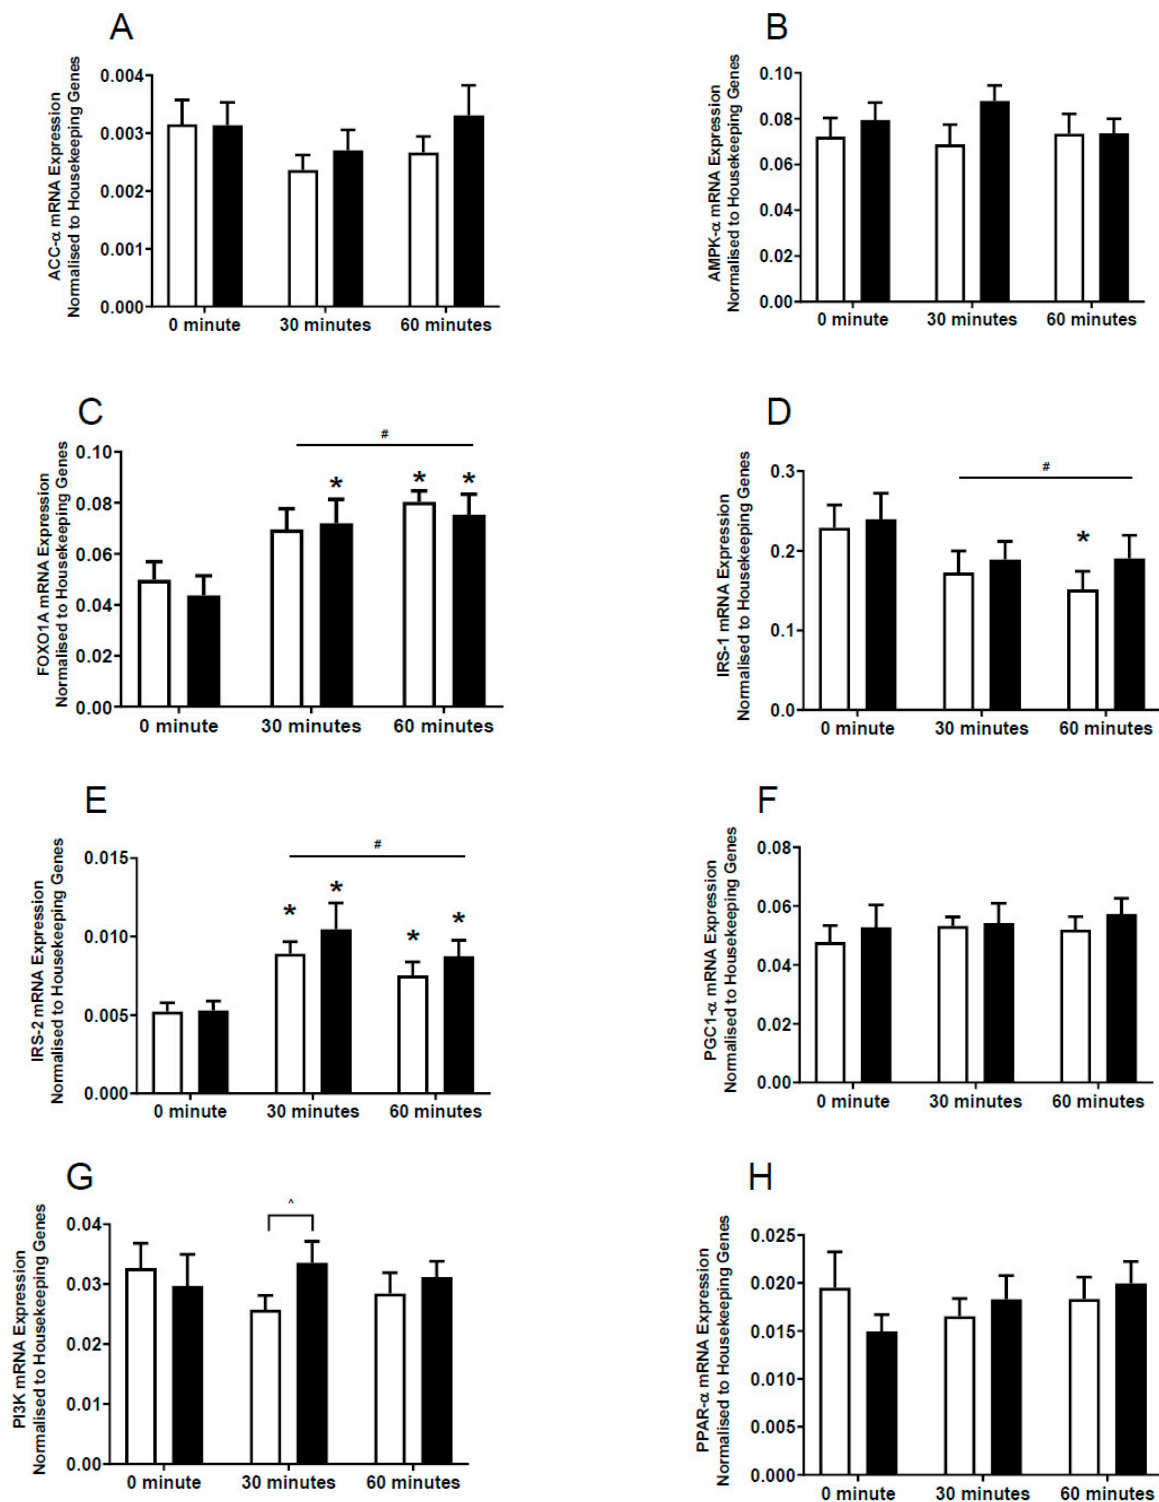 A
ACC-α mRNA Expression
Normalised to Housekeeping Genes
0.004
0.003
0.002
0.001
0.000
0 minute
30 minutes
60 minutes
B
AMPK-α mRNA Expression
Normalised to Housekeeping Genes
0.10
0.08
0.06
0.04
0.02
0.00
0 minute
30 minutes
60 minutes
C
FOXO1A mRNA Expression
Normalised to Housekeeping Genes
0.10
0.08
0.06
0.04
0.02
0.00
#
*
*
*
0 minute
30 minutes
60 minutes
D
IRS-1 mRNA Expression
Normalised to Housekeeping Genes
0.3
0.2
0.1
0.0
#
*
0 minute
30 minutes
60 minutes
E
IRS-2 mRNA Expression
Normalised to Housekeeping Genes
0.015
0.010
0.005
0.000
#
*
*
*
*
0 minute
30 minutes
60 minutes
F
PGC1-α mRNA Expression
Normalised to Housekeeping Genes
0.08
0.06
0.04
0.02
0.00
0 minute
30 minutes
60 minutes
G
PI3K mRNA Expression
Normalised to Housekeeping Genes
0.04
0.03
0.02
0.01
0.00
^
0 minute
30 minutes
60 minutes
H
PPAR-α mRNA Expression
Normalised to Housekeeping Genes
0.025
0.020
0.015
0.010
0.005
0.000
0 minute
30 minutes
60 minutes